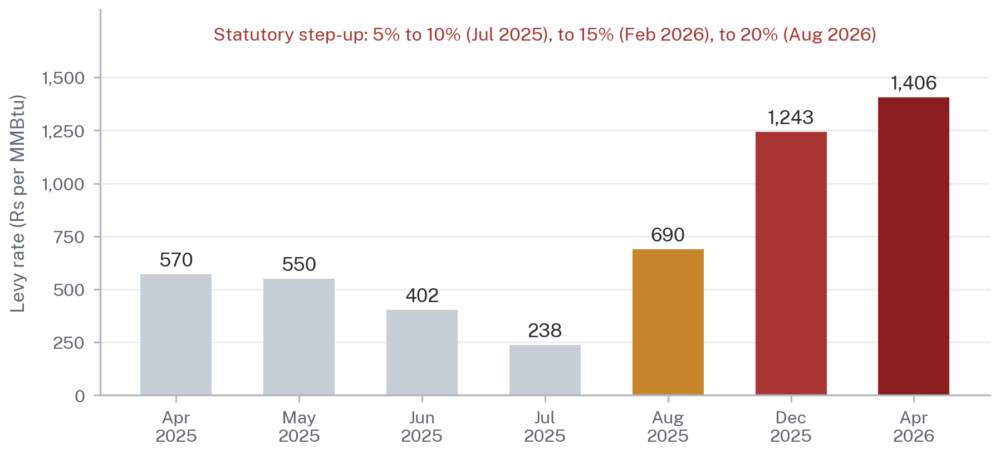 Statutory step-up: 5% to 10% (Jul 2025), to 15% (Feb 2026), to 20% (Aug 2026)
Levy rate (Rs per MMBtu)
1,500
1,250
1,000
750
500
250
0
570
550
402
238
690
1,243
1,406
Apr
2025
May
2025
Jun
2025
Jul
2025
Aug
2025
Dec
2025
Apr
2026